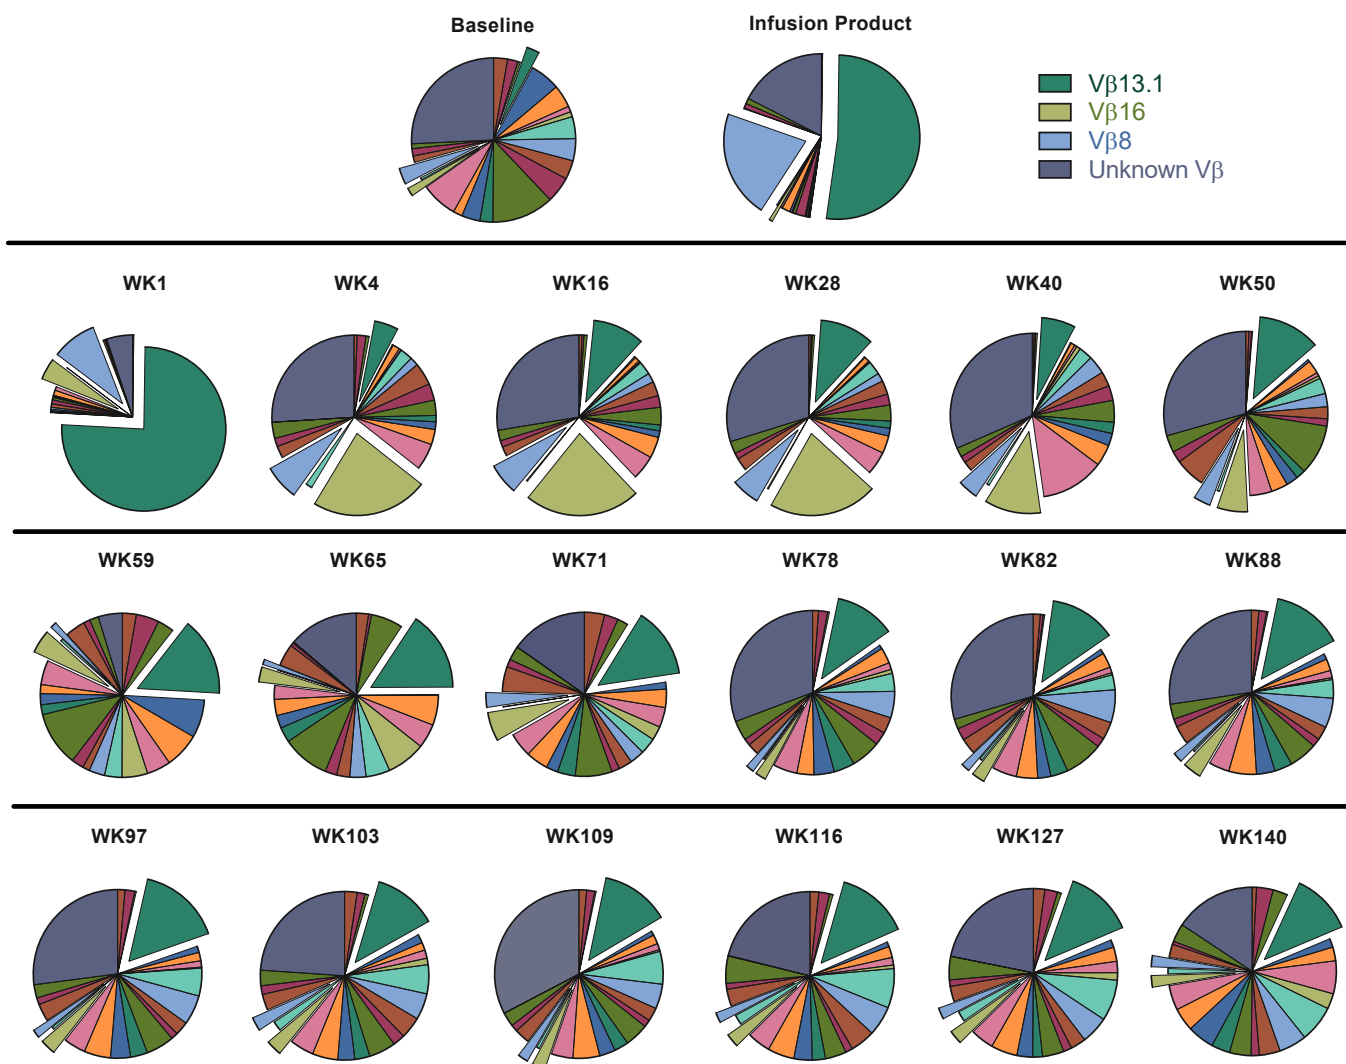 Baseline
Infusion Product
Vβ13.1
Vβ16
Vβ8
Unknown Vβ
WK1
WK4
WK16
WK28
WK40
WK50
WK59
WK65
WK71
WK78
WK82
WK88
WK97
WK103
WK109
WK116
WK127
WK140